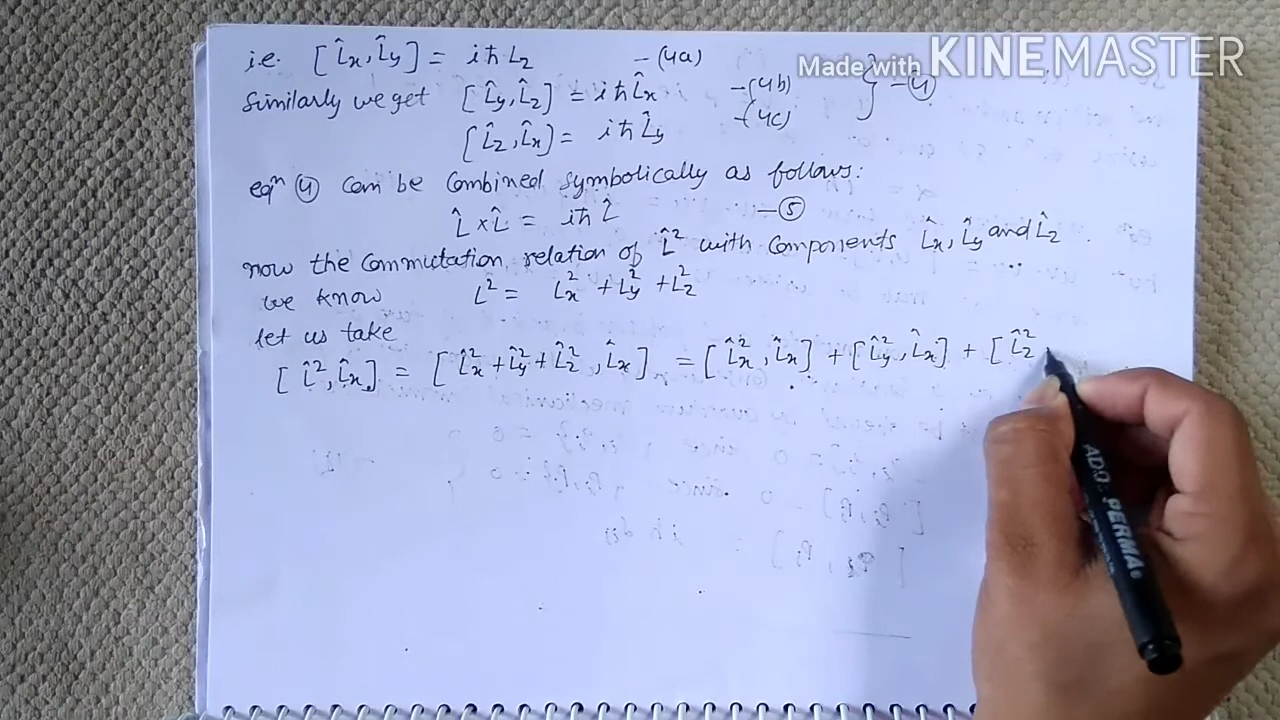 Made with KINEMASTER
i.e. [L̂x, L̂y] = iħ Lz —(4a)
Similarly we get [L̂y, L̂z] = iħ L̂x —(4b) } —④
[L̂z, L̂x] = iħ L̂y —(4c)
eqⁿ ④ can be combined symbolically as follows:
L̂ × L̂ = iħ L̂ —⑤
now the commutation relation of L̂² with components L̂x, L̂y and L̂z.
we know L² = Lx² + Ly² + Lz²
let us take
[L̂², L̂x] = [L̂x² + L̂y² + L̂z², L̂x] = [L̂x², L̂x] + [L̂y², L̂x] + [L̂z²,
ADD PERMA